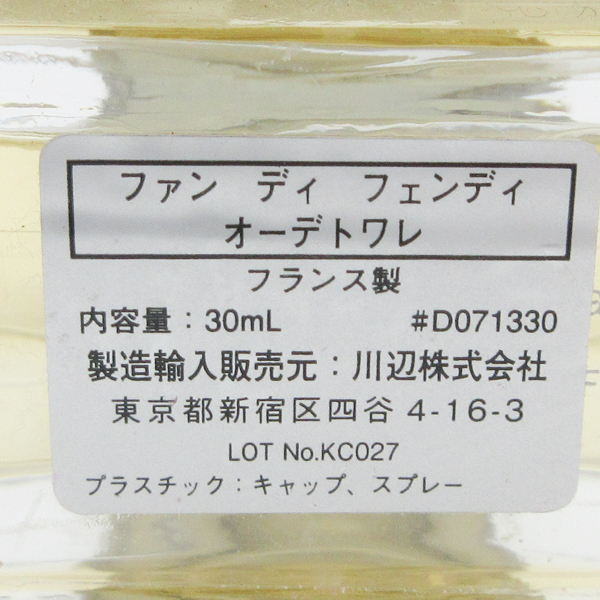 ファン ディ フェンディ
オーデトワレ
フランス製
内容量：30mL #D071330
製造輸入販売元：川辺株式会社
東京都新宿区四谷 4-16-3
LOT No.KC027
プラスチック：キャップ、スプレー